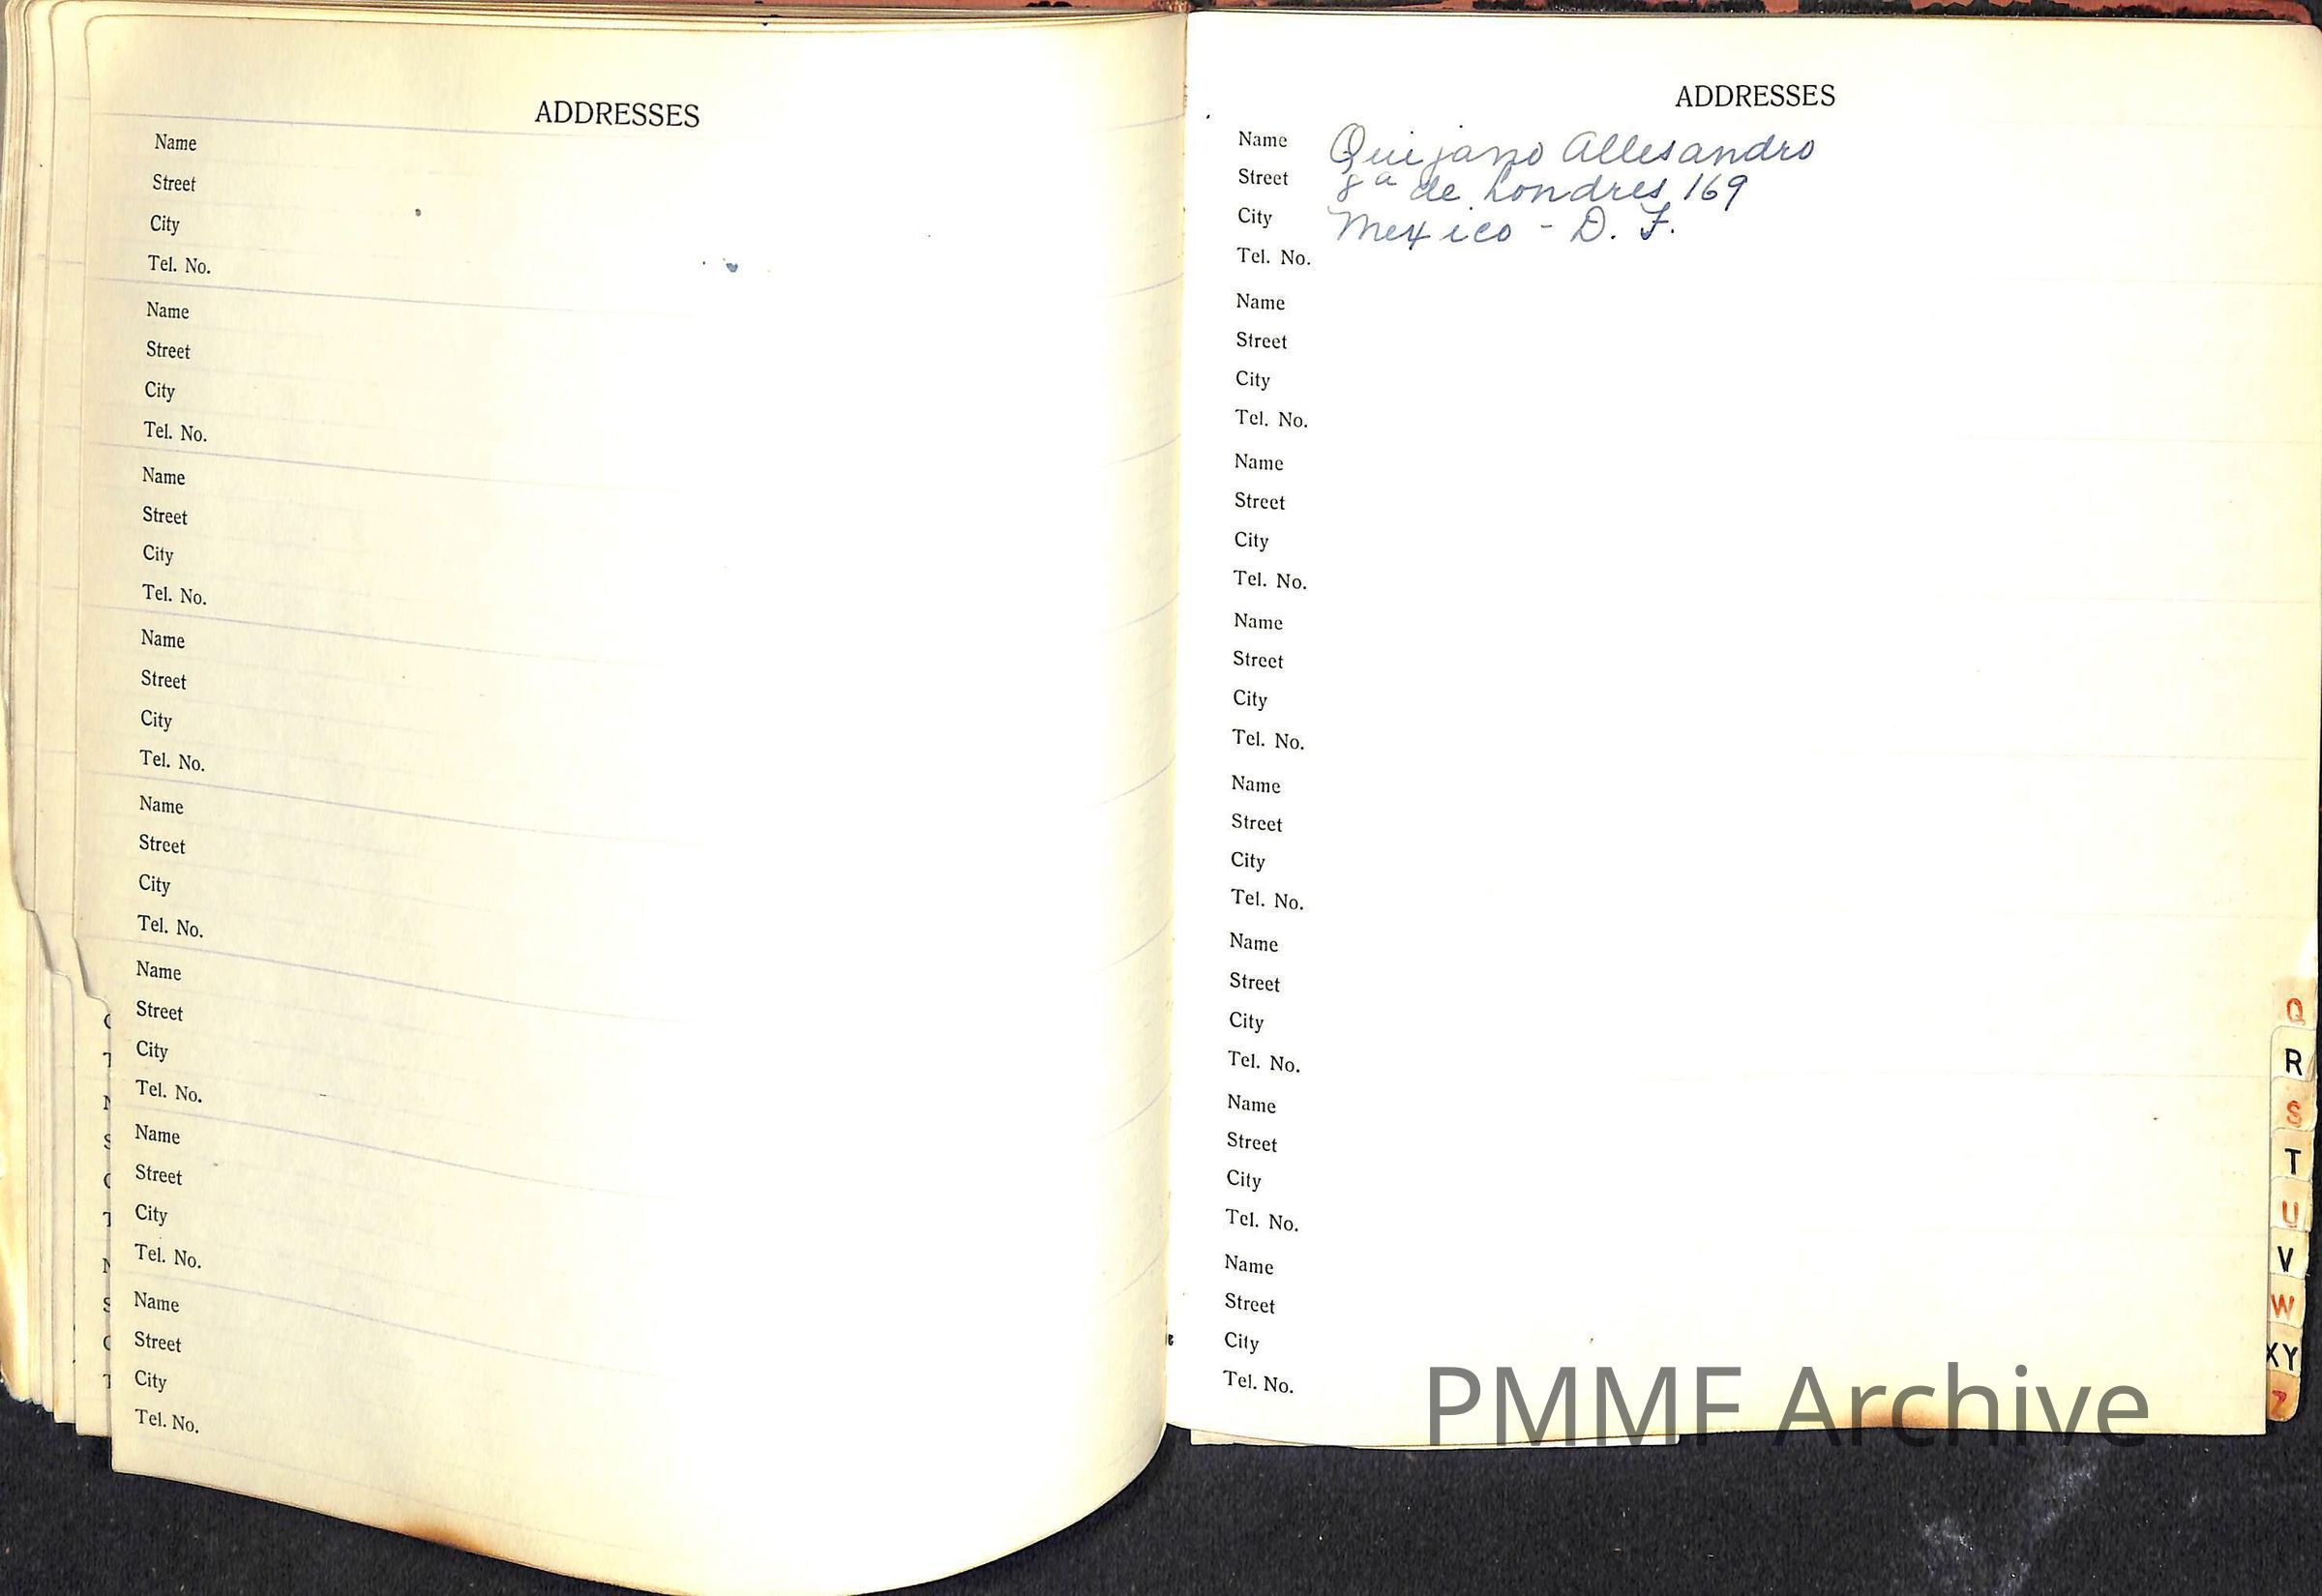 ADDRESSES
Name
Street
City
Tel. No.
Name
Street
City
Tel. No.
Name
Street
City
Tel. No.
Name
Street
City
Tel. No.
Name
Street
City
Tel. No.
Name
Street
City
Tel. No.
Name
Street
City
Tel. No.
Name
Street
City
Tel. No.
ADDRESSES
Name Quijano Allesandro
Street 8ª de Londres 169
City Mexico - D. F.
Tel. No.
Name
Street
City
Tel. No.
Name
Street
City
Tel. No.
Name
Street
City
Tel. No.
Name
Street
City
Tel. No.
Name
Street
City
Tel. No.
Name
Street
City
Tel. No.
Name
Street
City
Tel. No.
Q
R
S
T
U
V
W
XY
Z
PMMF Archive